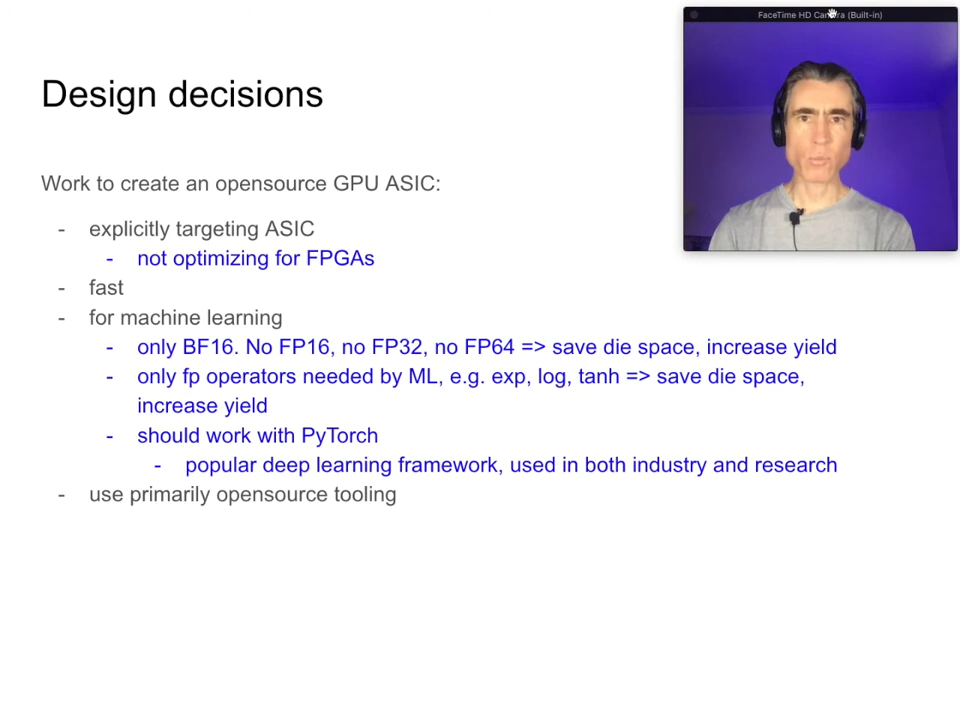 FaceTime HD Camera (Built-in)
Design decisions
Work to create an opensource GPU ASIC:
- explicitly targeting ASIC
- not optimizing for FPGAs
- fast
- for machine learning
- only BF16. No FP16, no FP32, no FP64 => save die space, increase yield
- only fp operators needed by ML, e.g. exp, log, tanh => save die space,
increase yield
- should work with PyTorch
- popular deep learning framework, used in both industry and research
- use primarily opensource tooling